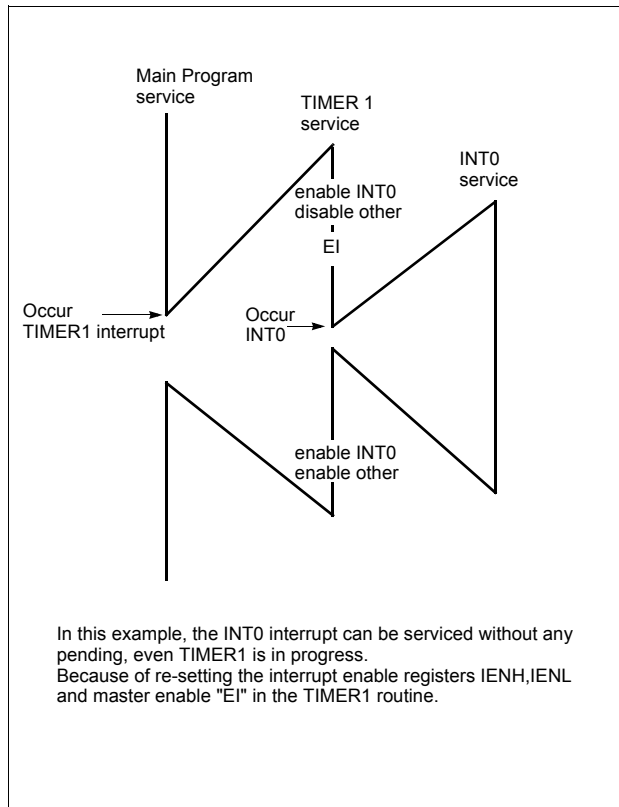 Main Program
service
TIMER 1
service
INT0
service
enable INT0
disable other
EI
Occur
TIMER1 interrupt
Occur
INT0
enable INT0
enable other
In this example, the INT0 interrupt can be serviced without any
pending, even TIMER1 is in progress.
Because of re-setting the interrupt enable registers IENH,IENL
and master enable "EI" in the TIMER1 routine.